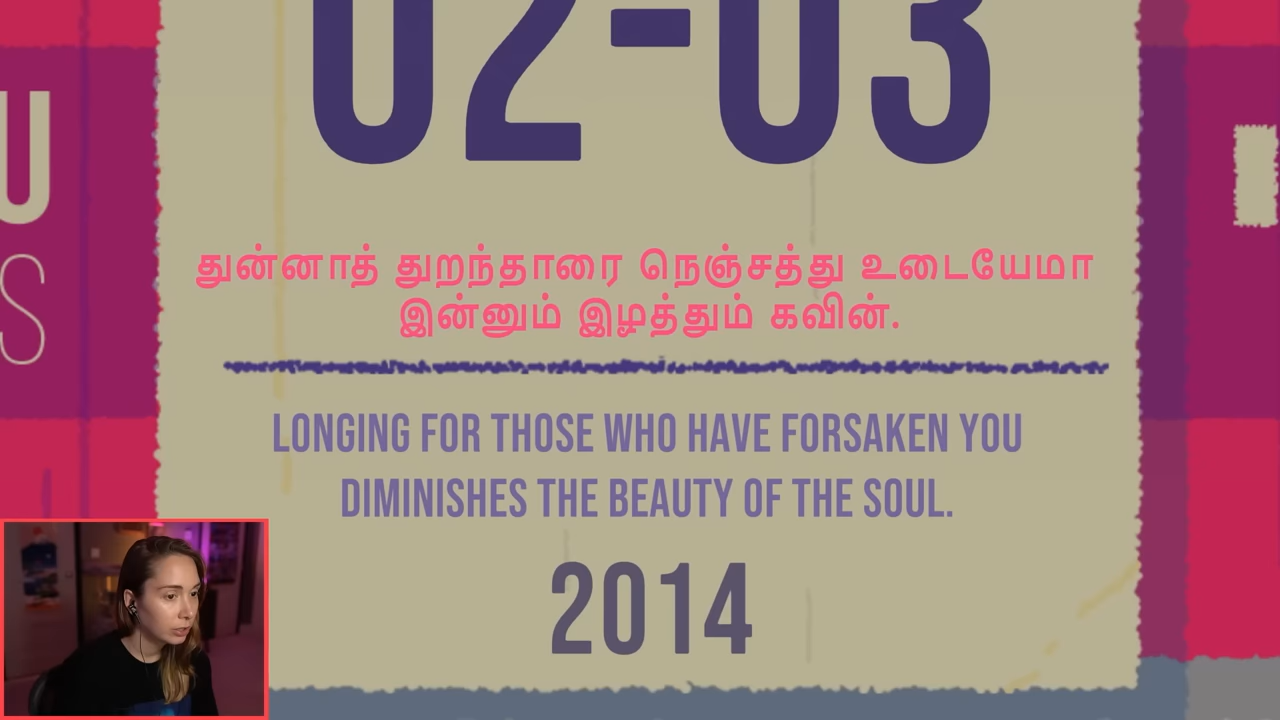 02-03
U
S
துன்னாத் துறந்தாரை நெஞ்சத்து உடையேமா
இன்னும் இழத்தும் கவின்.
LONGING FOR THOSE WHO HAVE FORSAKEN YOU
DIMINISHES THE BEAUTY OF THE SOUL.
2014